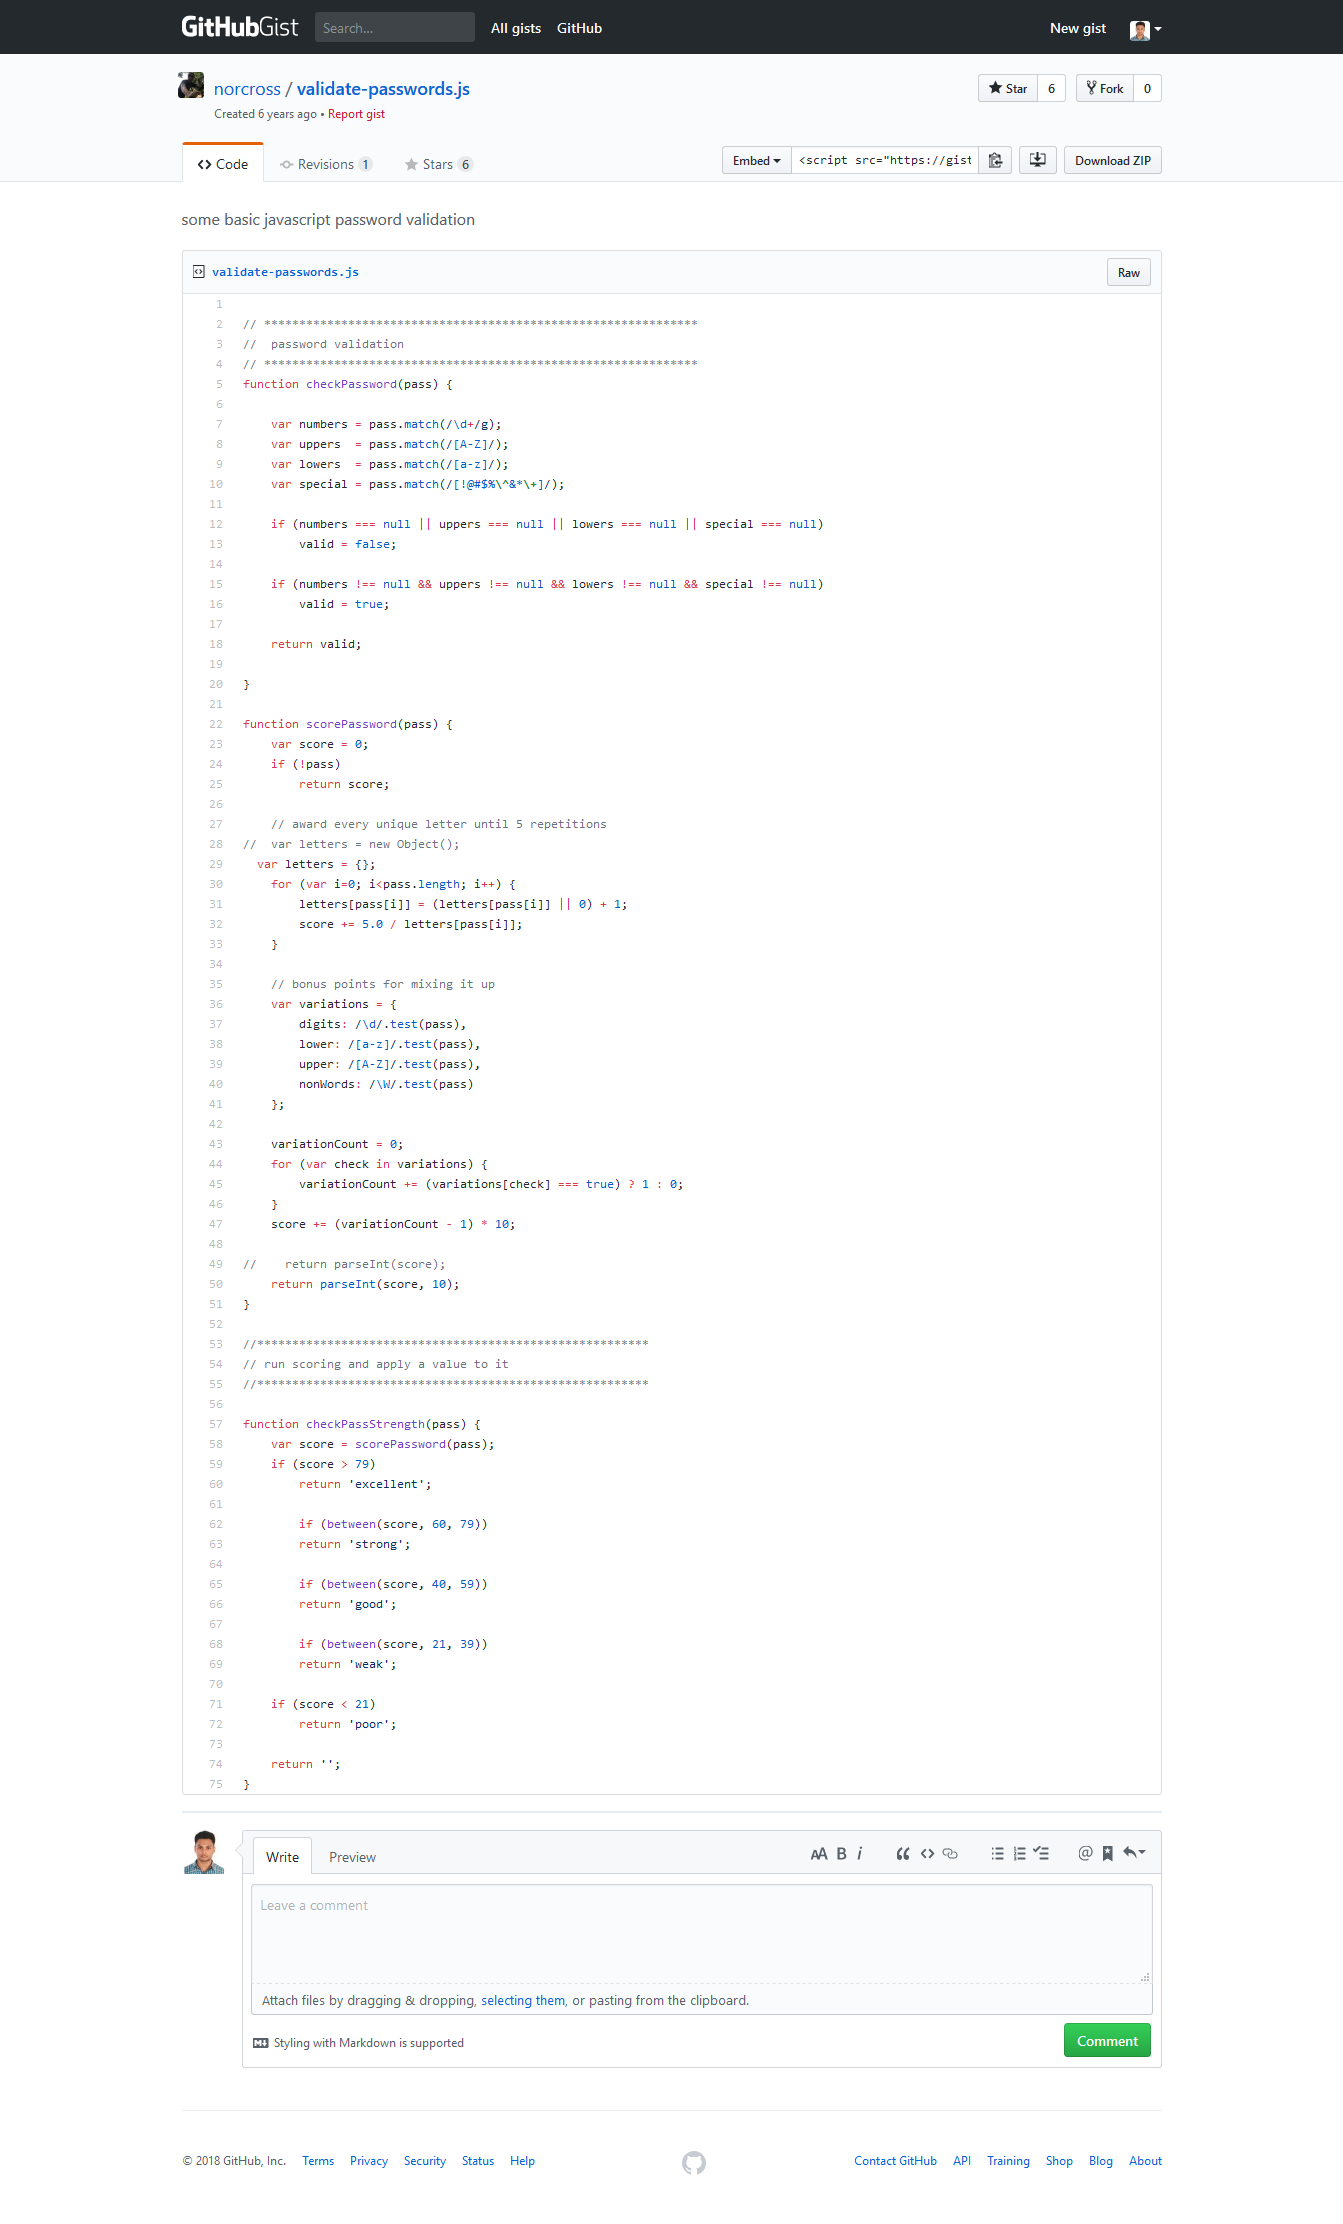 GitHubGist Search... All gists GitHub New gist
norcross / validate-passwords.js Star 6 Fork 0
Created 6 years ago • Report gist
<> Code Revisions 1 Stars 6 Embed <script src="https://gist Download ZIP
some basic javascript password validation
validate-passwords.js Raw
1
2 // **************************************************************
3 //  password validation
4 // **************************************************************
5 function checkPassword(pass) {
6
7     var numbers = pass.match(/\d+/g);
8     var uppers  = pass.match(/[A-Z]/);
9     var lowers  = pass.match(/[a-z]/);
10     var special = pass.match(/[!@#$%\^&*\+]/);
11
12     if (numbers === null || uppers === null || lowers === null || special === null)
13         valid = false;
14
15     if (numbers !== null && uppers !== null && lowers !== null && special !== null)
16         valid = true;
17
18     return valid;
19
20 }
21
22 function scorePassword(pass) {
23     var score = 0;
24     if (!pass)
25         return score;
26
27     // award every unique letter until 5 repetitions
28 //  var letters = new Object();
29   var letters = {};
30     for (var i=0; i<pass.length; i++) {
31         letters[pass[i]] = (letters[pass[i]] || 0) + 1;
32         score += 5.0 / letters[pass[i]];
33     }
34
35     // bonus points for mixing it up
36     var variations = {
37         digits: /\d/.test(pass),
38         lower: /[a-z]/.test(pass),
39         upper: /[A-Z]/.test(pass),
40         nonWords: /\W/.test(pass)
41     };
42
43     variationCount = 0;
44     for (var check in variations) {
45         variationCount += (variations[check] === true) ? 1 : 0;
46     }
47     score += (variationCount - 1) * 10;
48
49 //    return parseInt(score);
50     return parseInt(score, 10);
51 }
52
53 //********************************************************
54 // run scoring and apply a value to it
55 //********************************************************
56
57 function checkPassStrength(pass) {
58     var score = scorePassword(pass);
59     if (score > 79)
60         return 'excellent';
61
62         if (between(score, 60, 79))
63         return 'strong';
64
65         if (between(score, 40, 59))
66         return 'good';
67
68         if (between(score, 21, 39))
69         return 'weak';
70
71     if (score < 21)
72         return 'poor';
73
74     return '';
75 }
Write Preview AA B i “ <> @
Leave a comment
Attach files by dragging & dropping, selecting them, or pasting from the clipboard.
Styling with Markdown is supported Comment
© 2018 GitHub, Inc. Terms Privacy Security Status Help Contact GitHub API Training Shop Blog About